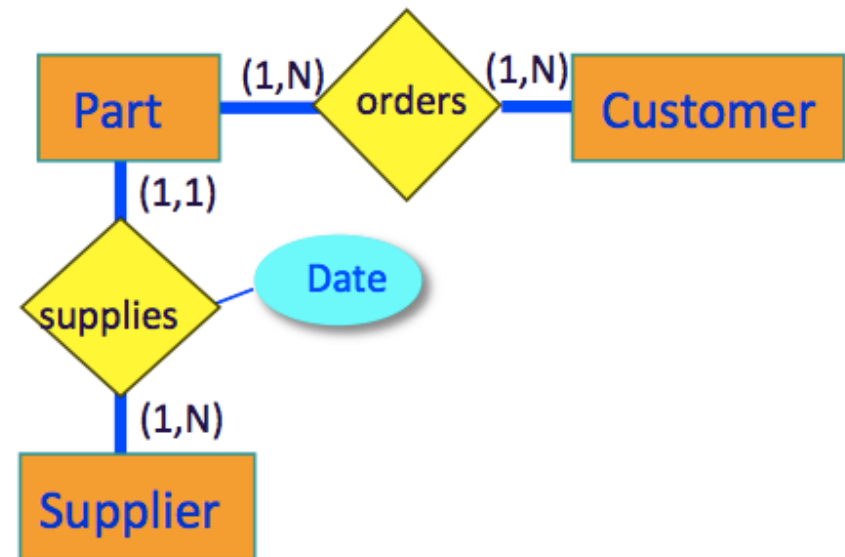 Part
(1,N)
orders
(1,N)
Customer
(1,1)
supplies
Date
(1,N)
Supplier